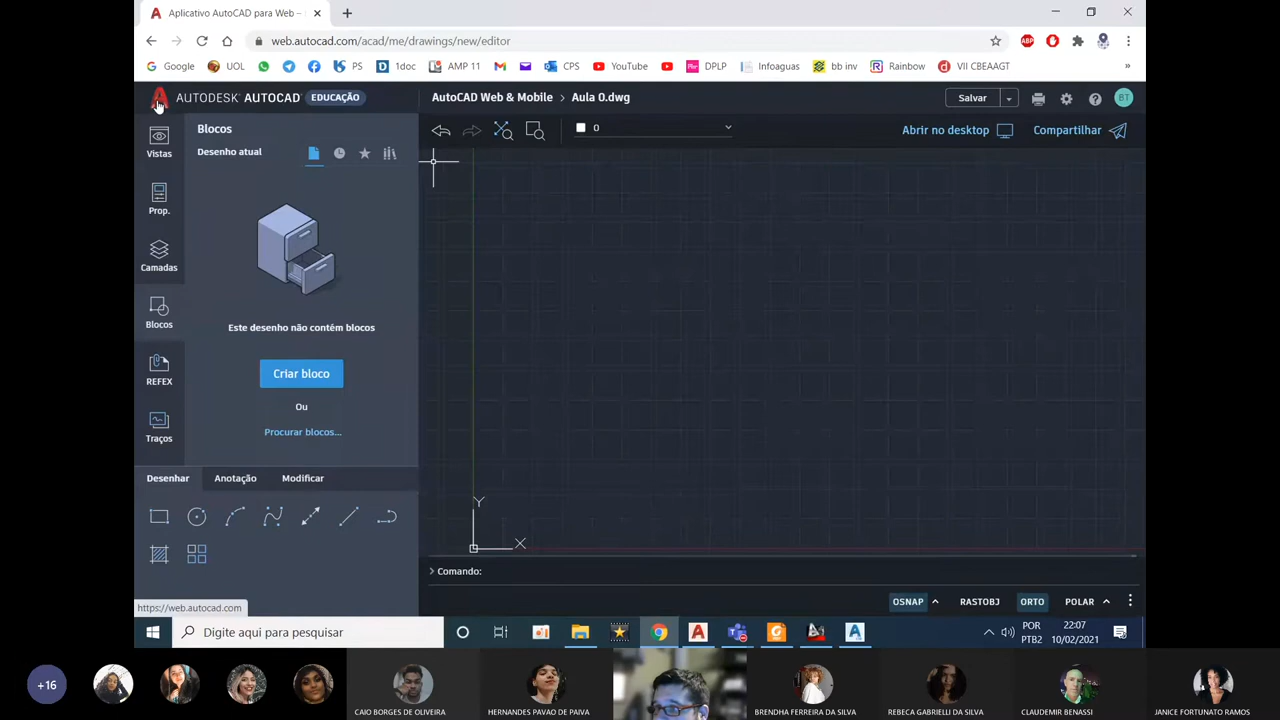 Aplicativo AutoCAD para Web –
web.autocad.com/acad/me/drawings/new/editor
ABP
Google UOL PS 1doc AMP 11 CPS YouTube DPLP Infoaguas bb inv Rainbow VII CBEAAGT »
AUTODESK AUTOCAD EDUCAÇÃO AutoCAD Web & Mobile > Aula 0.dwg Salvar BT
Blocos
0
Abrir no desktop Compartilhar
Vistas
Desenho atual
Prop.
Camadas
Blocos
Este desenho não contém blocos
Criar bloco
REFEX
Ou
Procurar blocos...
Traços
Desenhar Anotação Modificar
Y
X
Comando:
https://web.autocad.com
OSNAP RASTOBJ ORTO POLAR
Digite aqui para pesquisar
POR 22:07
PTB2 10/02/2021
+16
CAIO BORGES DE OLIVEIRA HERNANDES PAVAO DE PAIVA BRENDHA FERREIRA DA SILVA REBECA GABRIELLI DA SILVA CLAUDEMIR BENASSI JANICE FORTUNATO RAMOS